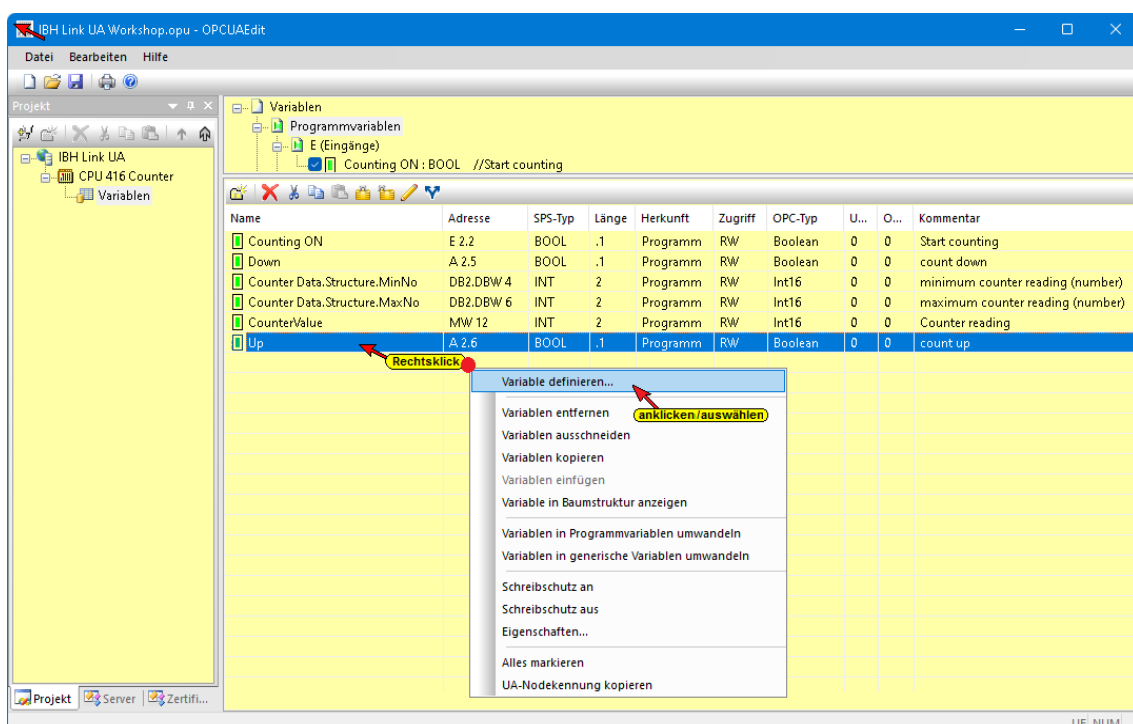 IBH Link UA Workshop.opu - OPCUAEdit
Datei Bearbeiten Hilfe
Projekt
IBH Link UA
CPU 416 Counter
Variablen
Variablen
Programmvariablen
E (Eingänge)
Counting ON : BOOL //Start counting
Name Adresse SPS-Typ Länge Herkunft Zugriff OPC-Typ U... O... Kommentar
Counting ON E 2.2 BOOL .1 Programm RW Boolean 0 0 Start counting
Down A 2.5 BOOL .1 Programm RW Boolean 0 0 count down
Counter Data.Structure.MinNo DB2.DBW 4 INT 2 Programm RW Int16 0 0 minimum counter reading (number)
Counter Data.Structure.MaxNo DB2.DBW 6 INT 2 Programm RW Int16 0 0 maximum counter reading (number)
CounterValue MW 12 INT 2 Programm RW Int16 0 0 Counter reading
Up A 2.6 BOOL .1 Programm RW Boolean 0 0 count up
Rechtsklick
Variable definieren...
Variablen entfernen
anklicken/auswählen
Variablen ausschneiden
Variablen kopieren
Variablen einfügen
Variable in Baumstruktur anzeigen
Variablen in Programmvariablen umwandeln
Variablen in generische Variablen umwandeln
Schreibschutz an
Schreibschutz aus
Eigenschaften...
Alles markieren
UA-Nodekennung kopieren
Projekt Server Zertifi...
UF NUM